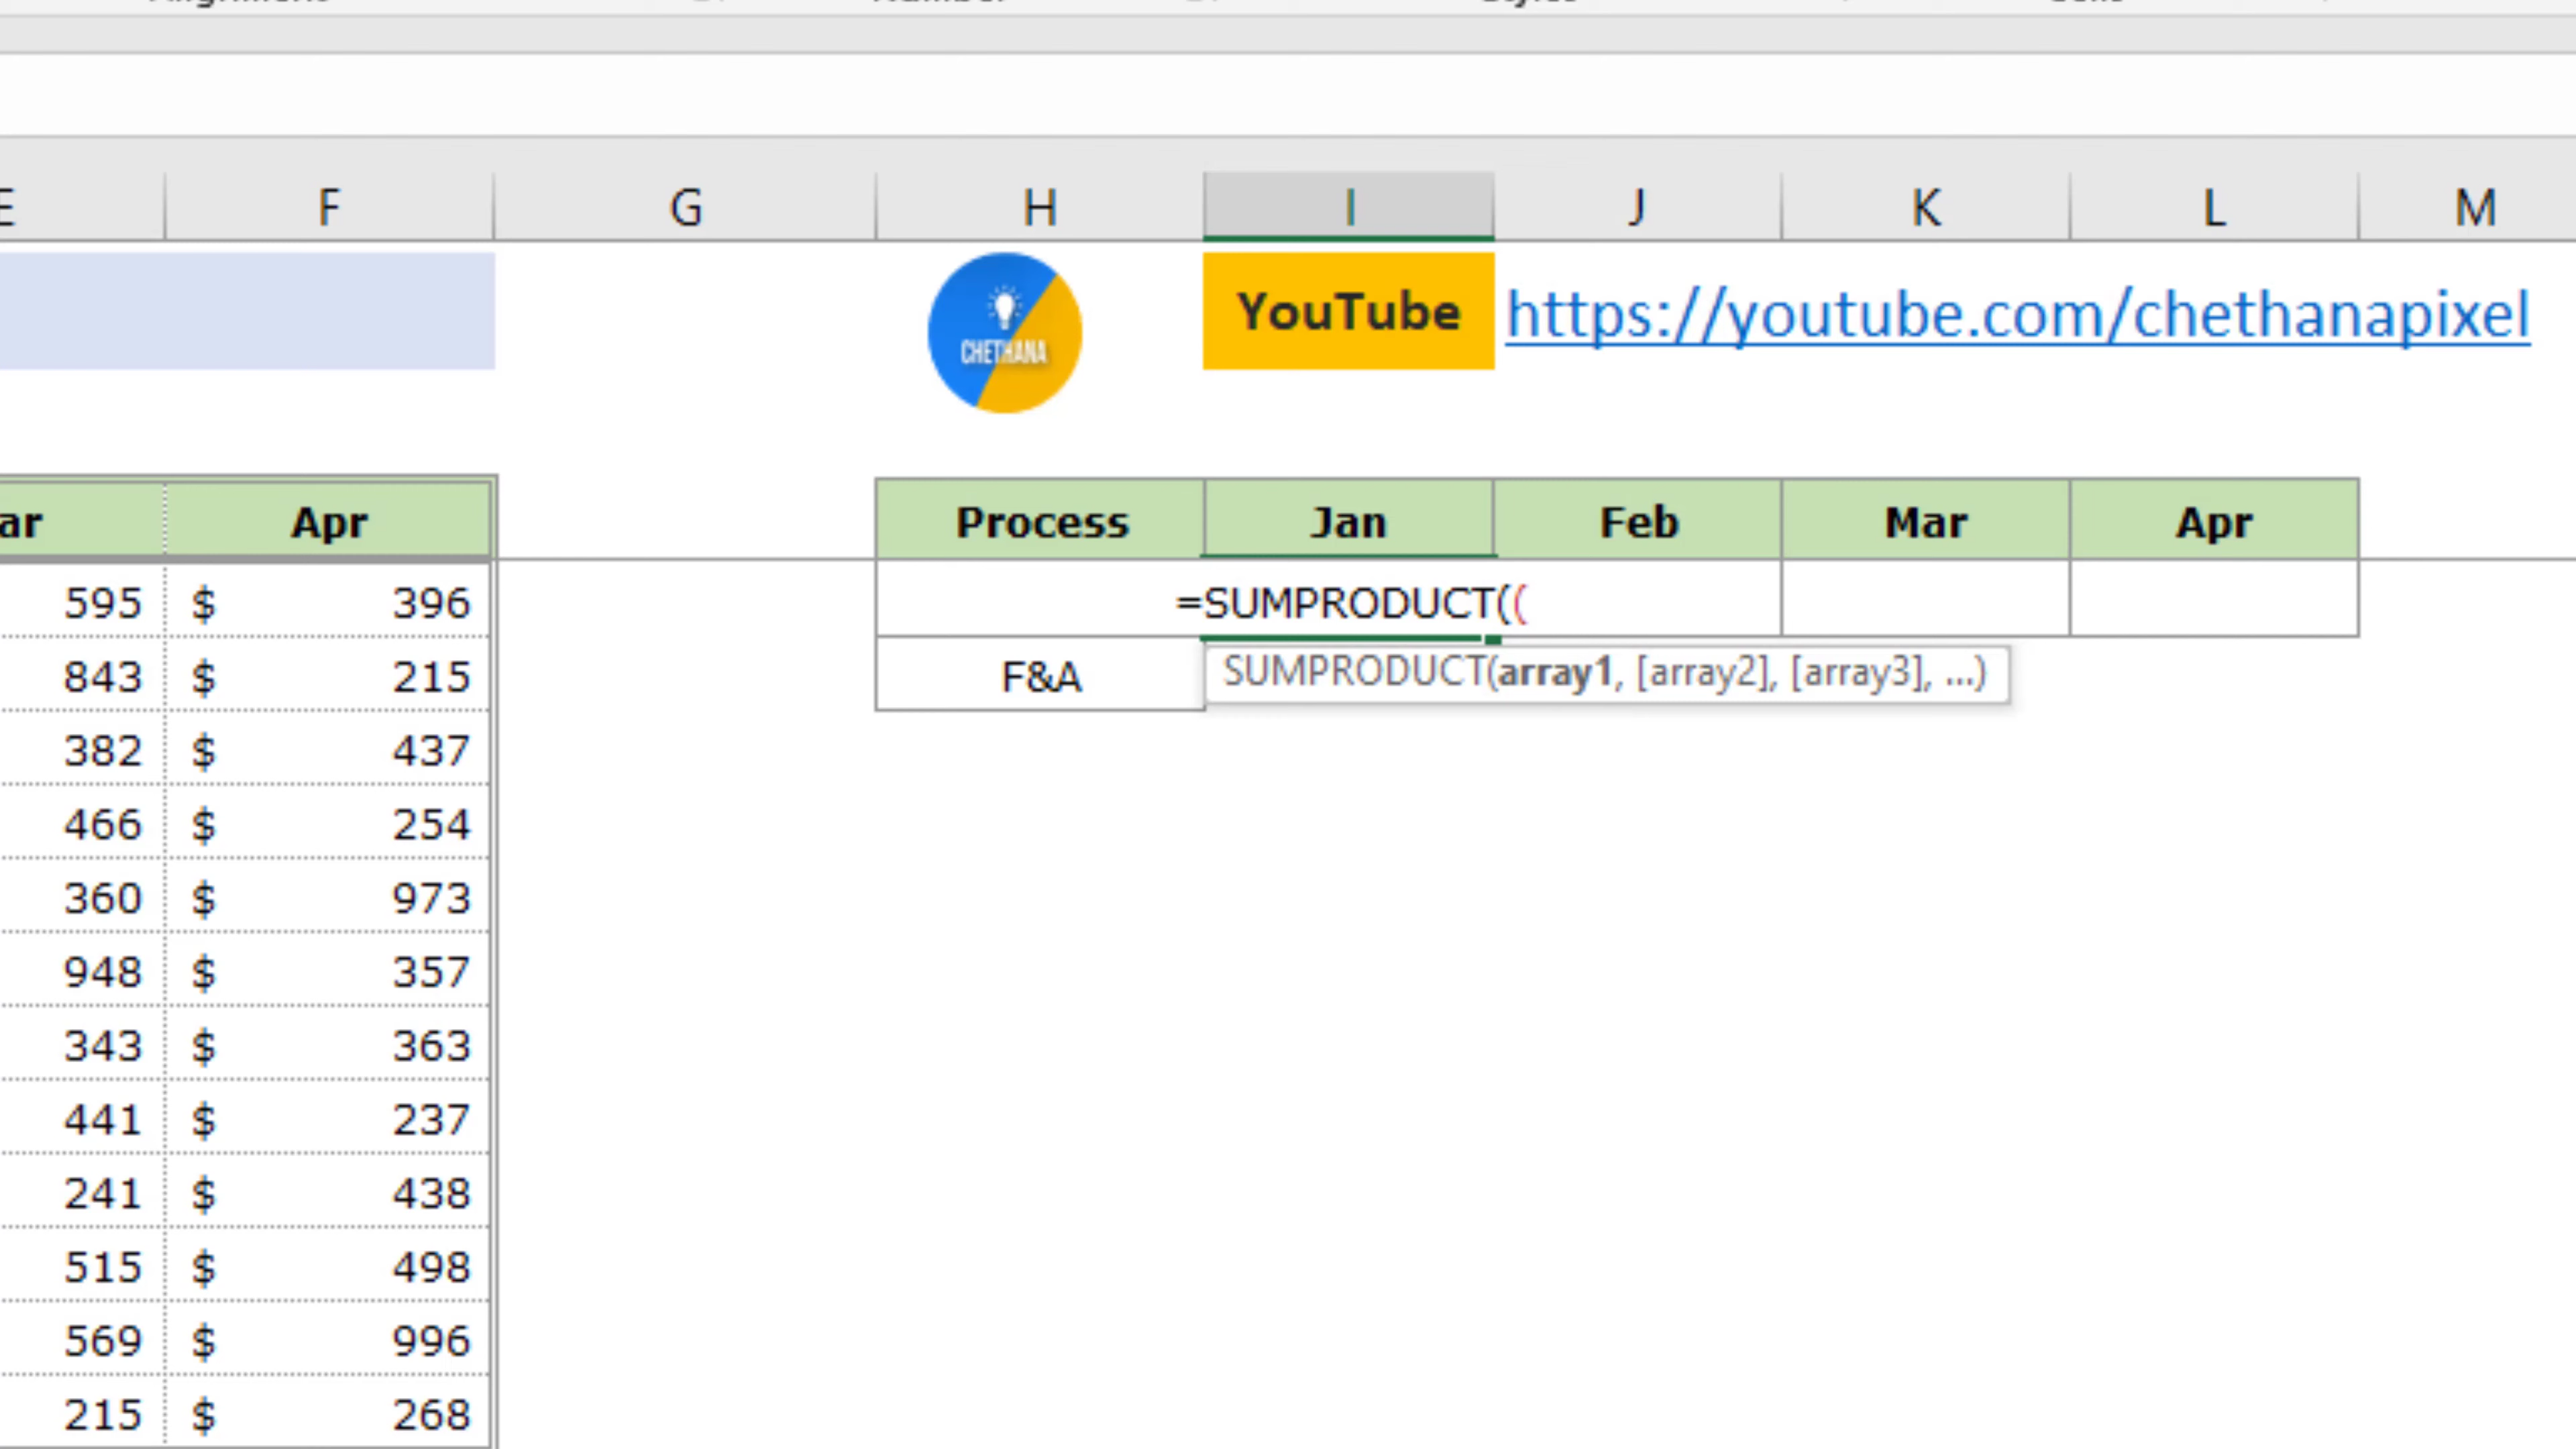 E F G H I J K L M
CHETHANA YouTube https://youtube.com/chethanapixel
ar Apr Process Jan Feb Mar Apr
595 $ 396 =SUMPRODUCT((
843 $ 215 F&A SUMPRODUCT(array1, [array2], [array3], ...)
382 $ 437
466 $ 254
360 $ 973
948 $ 357
343 $ 363
441 $ 237
241 $ 438
515 $ 498
569 $ 996
215 $ 268